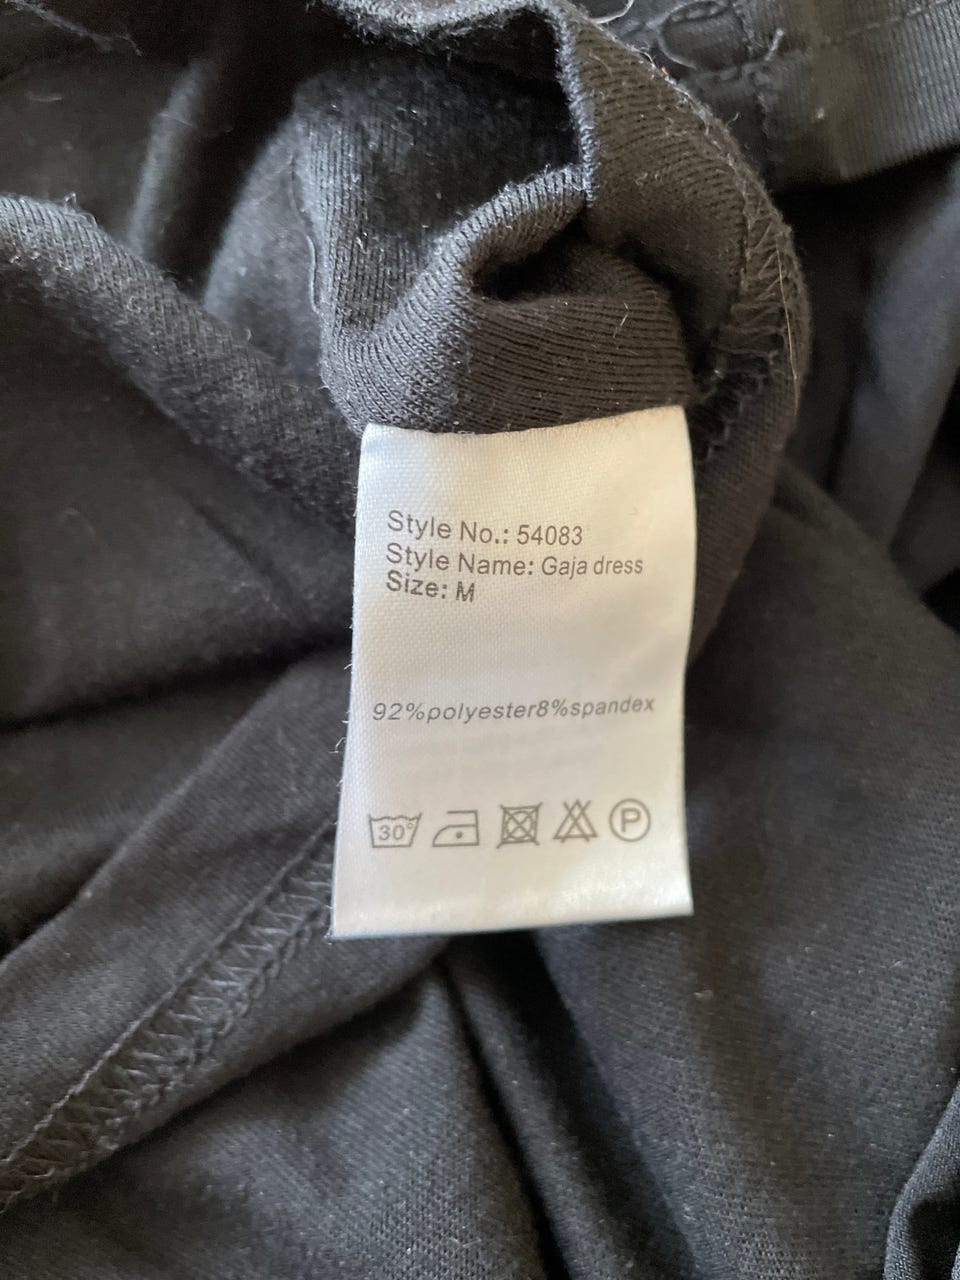 Style No.: 54083
Style Name: Gaja dress
Size: M
92%polyester8%spandex
30°
P